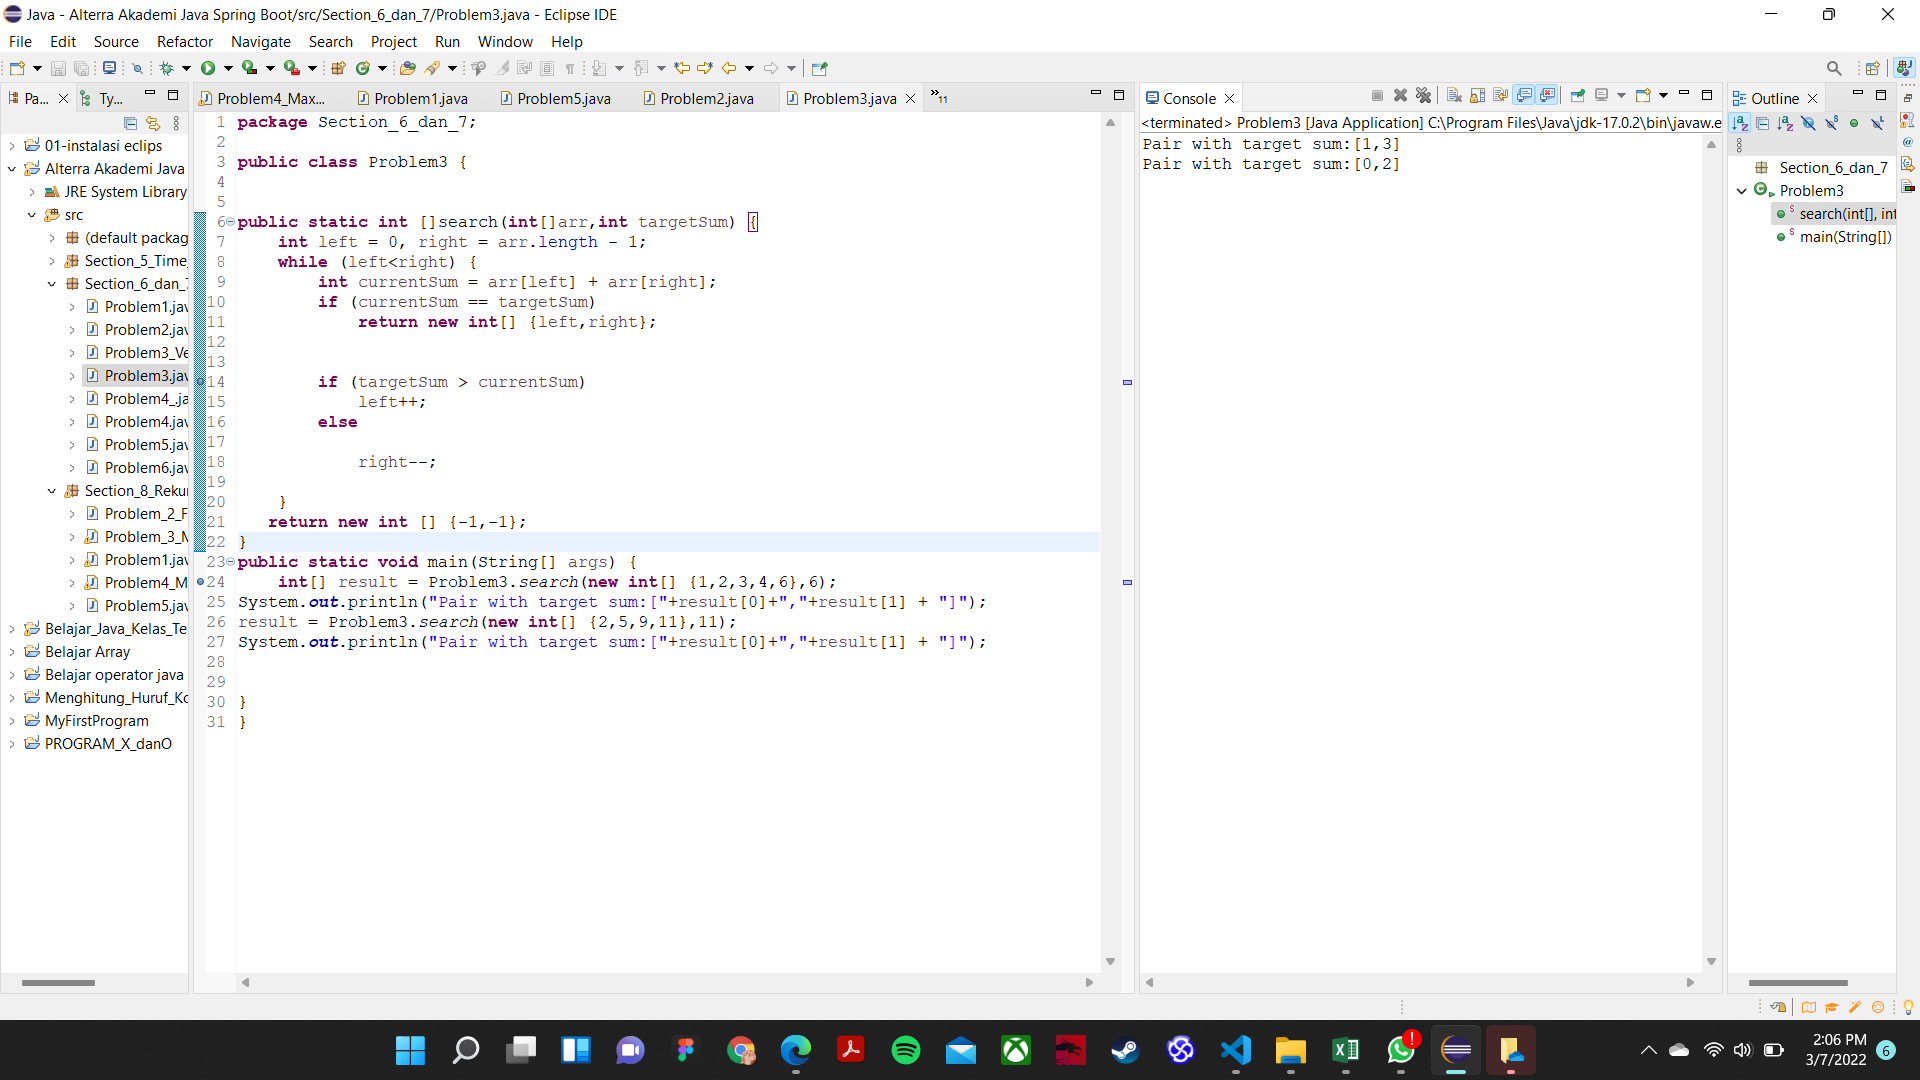 Java - Alterra Akademi Java Spring Boot/src/Section_6_dan_7/Problem3.java - Eclipse IDE
File Edit Source Refactor Navigate Search Project Run Window Help
Pa... Ty...
01-instalasi eclips
Alterra Akademi Java
JRE System Library
src
(default packag
Section_5_Time_
Section_6_dan_7
Problem1.jav
Problem2.jav
Problem3_Ve
Problem3.jav
Problem4_.ja
Problem4.jav
Problem5.jav
Problem6.jav
Section_8_Rekur
Problem_2_F
Problem_3_M
Problem1.jav
Problem4_M
Problem5.jav
Belajar_Java_Kelas_Te
Belajar Array
Belajar operator java
Menghitung_Huruf_Ko
MyFirstProgram
PROGRAM_X_danO
Problem4_Max... Problem1.java Problem5.java Problem2.java Problem3.java »11
1 package Section_6_dan_7;
2
3 public class Problem3 {
4
5
6 public static int []search(int[]arr,int targetSum) {
7 int left = 0, right = arr.length - 1;
8 while (left<right) {
9 int currentSum = arr[left] + arr[right];
10 if (currentSum == targetSum)
11 return new int[] {left,right};
12
13
14 if (targetSum > currentSum)
15 left++;
16 else
17
18 right--;
19
20 }
21 return new int [] {-1,-1};
22 }
23 public static void main(String[] args) {
24 int[] result = Problem3.search(new int[] {1,2,3,4,6},6);
25 System.out.println("Pair with target sum:["+result[0]+","+result[1] + "]");
26 result = Problem3.search(new int[] {2,5,9,11},11);
27 System.out.println("Pair with target sum:["+result[0]+","+result[1] + "]");
28
29
30 }
31 }
Console
<terminated> Problem3 [Java Application] C:\Program Files\Java\jdk-17.0.2\bin\javaw.e
Pair with target sum:[1,3]
Pair with target sum:[0,2]
Outline
Section_6_dan_7
Problem3
search(int[], int
main(String[])
2:06 PM
3/7/2022
6